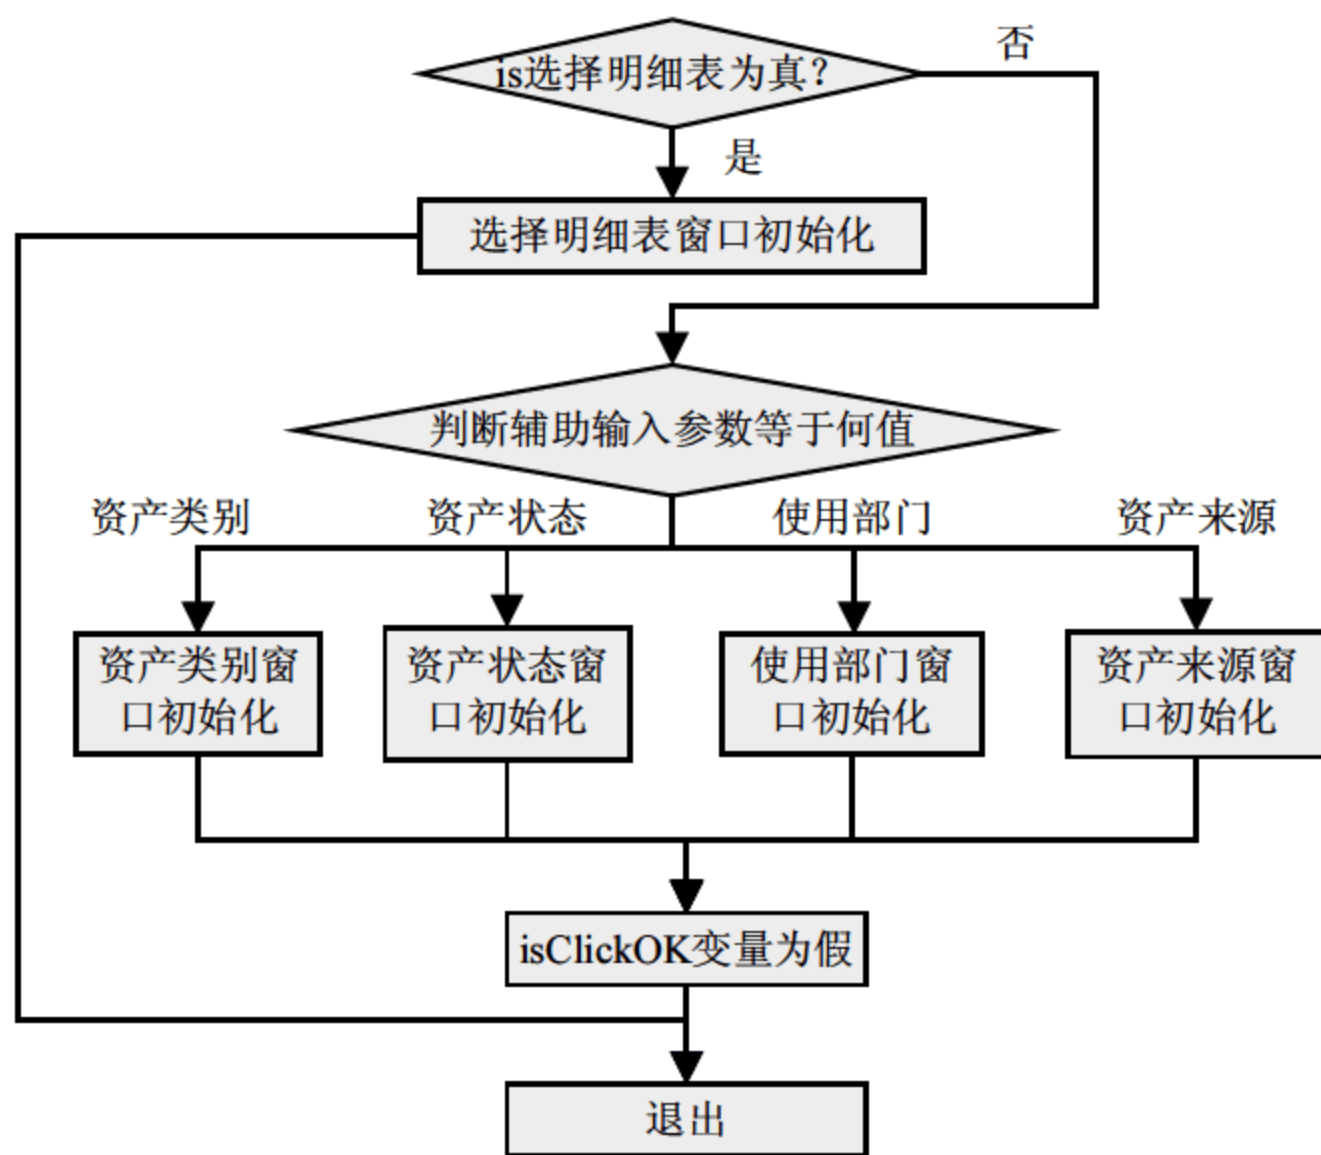 否
is选择明细表为真?
是
选择明细表窗口初始化
判断辅助输入参数等于何值
资产类别
资产状态
使用部门
资产来源
资产类别窗
口初始化
资产状态窗
口初始化
使用部门窗
口初始化
资产来源窗
口初始化
isClickOK变量为假
退出